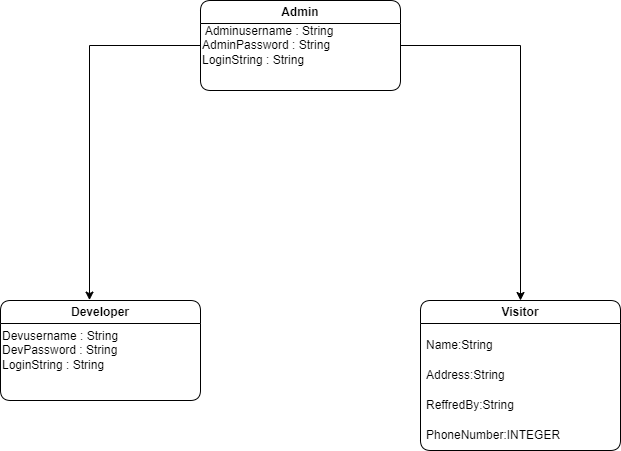 Admin
Adminusername : String
AdminPassword : String
LoginString : String
Developer
Devusername : String
DevPassword : String
LoginString : String
Visitor
Name:String
Address:String
ReffredBy:String
PhoneNumber:INTEGER